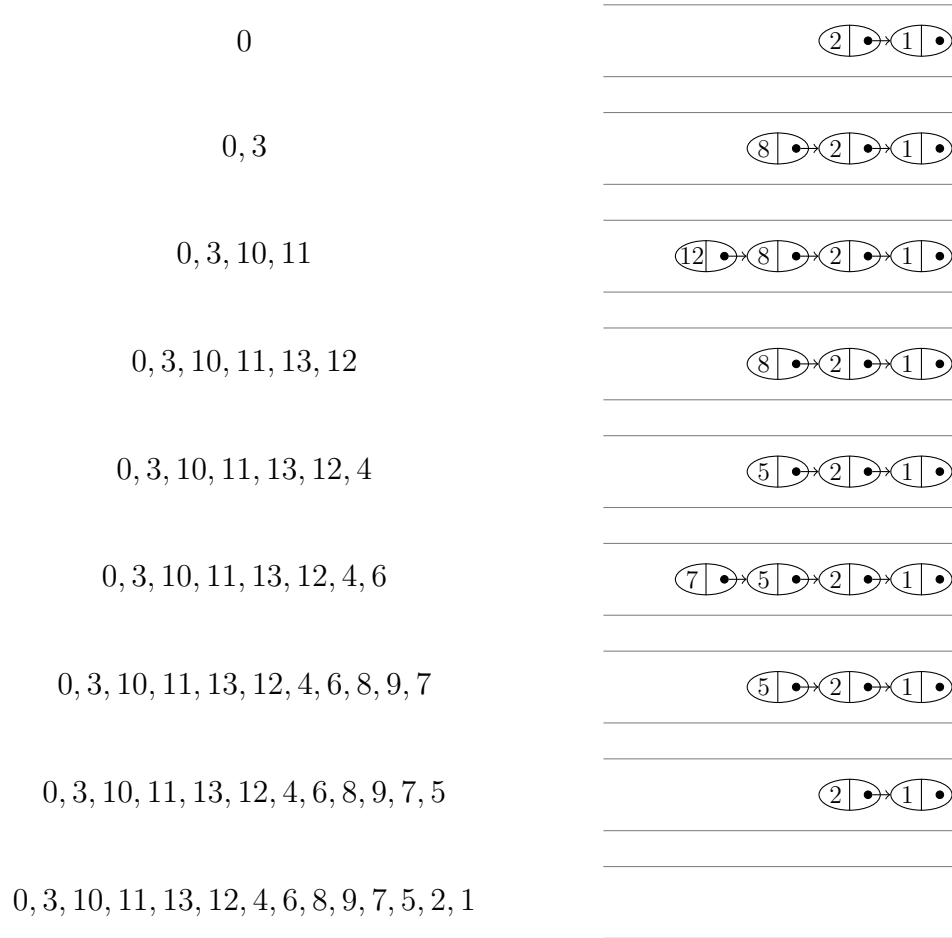 0 2 1
0, 3 8 2 1
0, 3, 10, 11 12 8 2 1
0, 3, 10, 11, 13, 12 8 2 1
0, 3, 10, 11, 13, 12, 4 5 2 1
0, 3, 10, 11, 13, 12, 4, 6 7 5 2 1
0, 3, 10, 11, 13, 12, 4, 6, 8, 9, 7 5 2 1
0, 3, 10, 11, 13, 12, 4, 6, 8, 9, 7, 5 2 1
0, 3, 10, 11, 13, 12, 4, 6, 8, 9, 7, 5, 2, 1